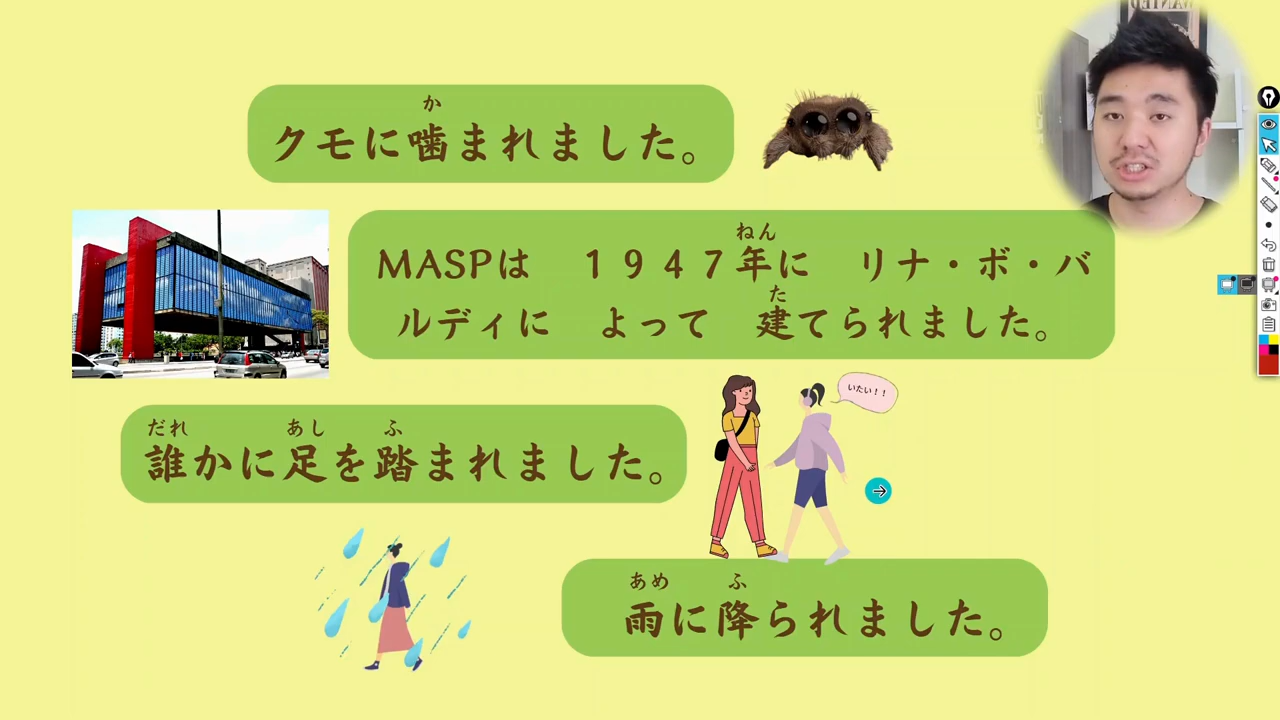 か
クモに噛まれました。
ねん
MASPは　１９４７年に　リナ・ボ・バ
た
ルディに　よって　建てられました。
いたい！！
だれ　あし　ふ
誰かに足を踏まれました。
あめ　ふ
雨に降られました。
WANTED